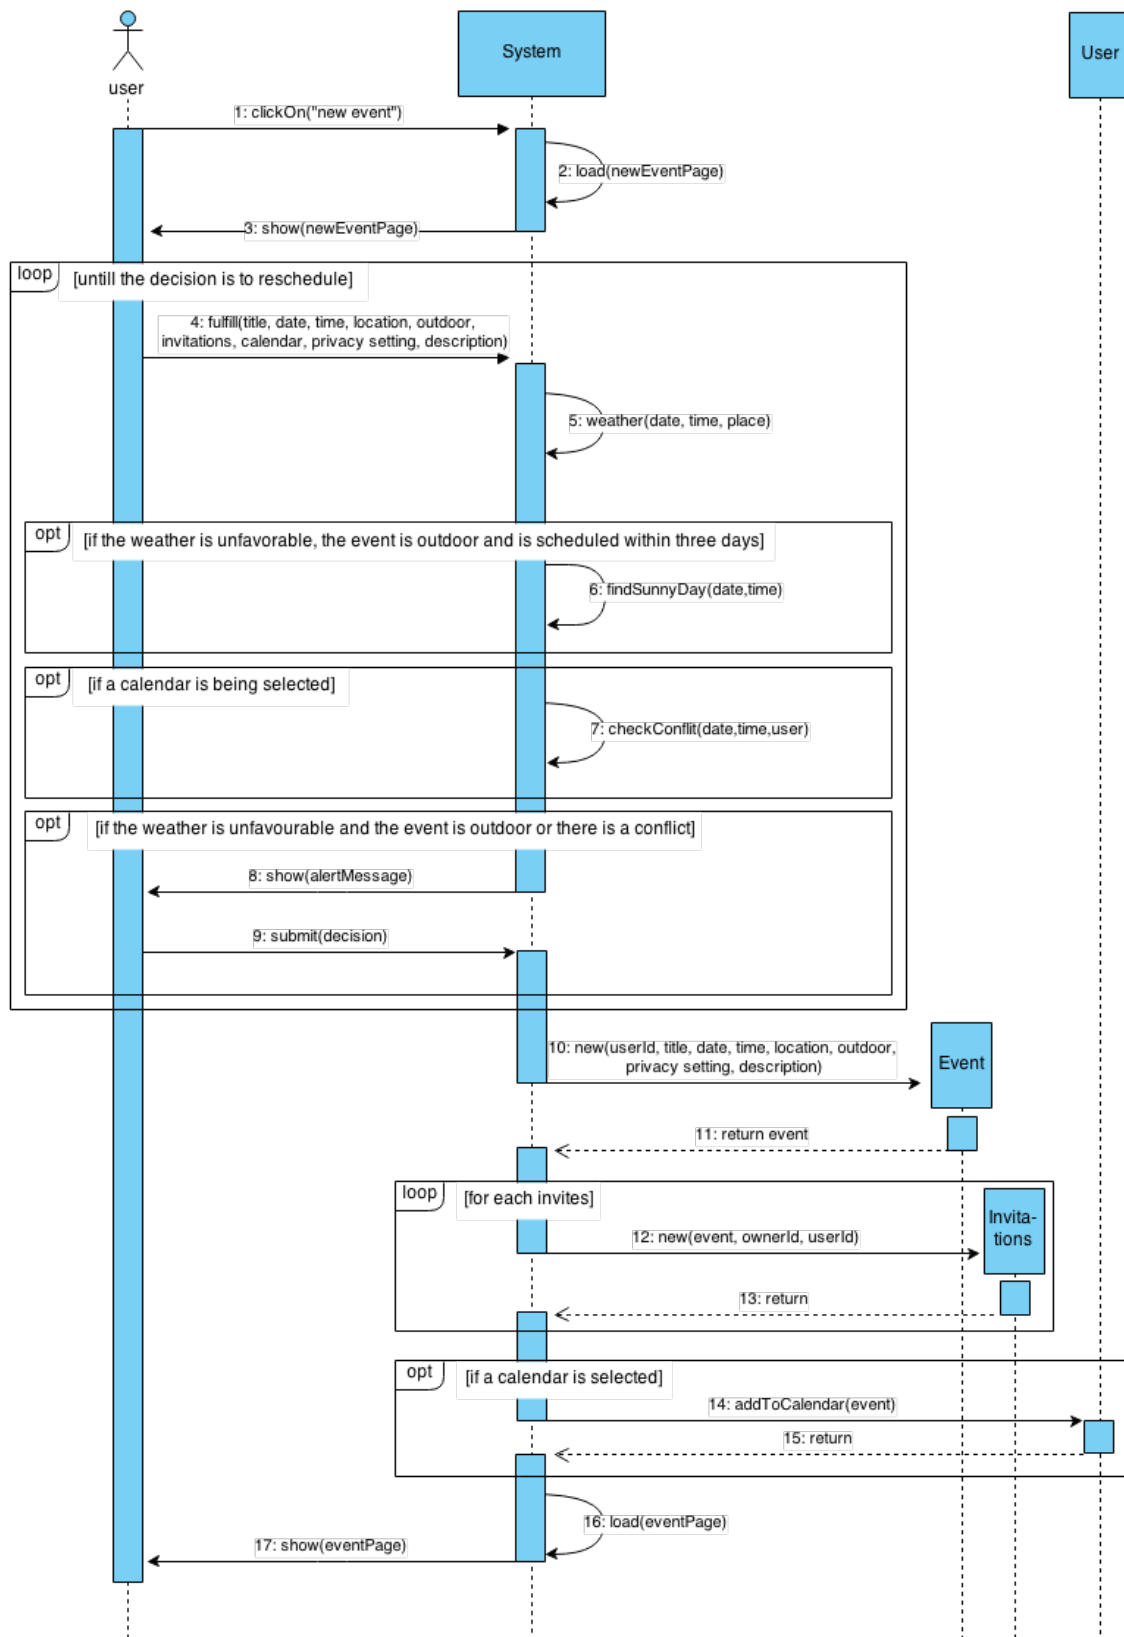 System
User
user
1: clickOn("new event")
2: load(newEventPage)
3: show(newEventPage)
loop
[untill the decision is to reschedule]
4: fulfill(title, date, time, location, outdoor,
invitations, calendar, privacy setting, description)
5: weather(date, time, place)
opt
[if the weather is unfavorable, the event is outdoor and is scheduled within three days]
6: findSunnyDay(date,time)
opt
[if a calendar is being selected]
7: checkConflit(date,time,user)
opt
[if the weather is unfavourable and the event is outdoor or there is a conflict]
8: show(alertMessage)
9: submit(decision)
10: new(userId, title, date, time, location, outdoor,
privacy setting, description)
Event
11: return event
loop
[for each invites]
Invita-
tions
12: new(event, ownerId, userId)
13: return
opt
[if a calendar is selected]
14: addToCalendar(event)
15: return
16: load(eventPage)
17: show(eventPage)